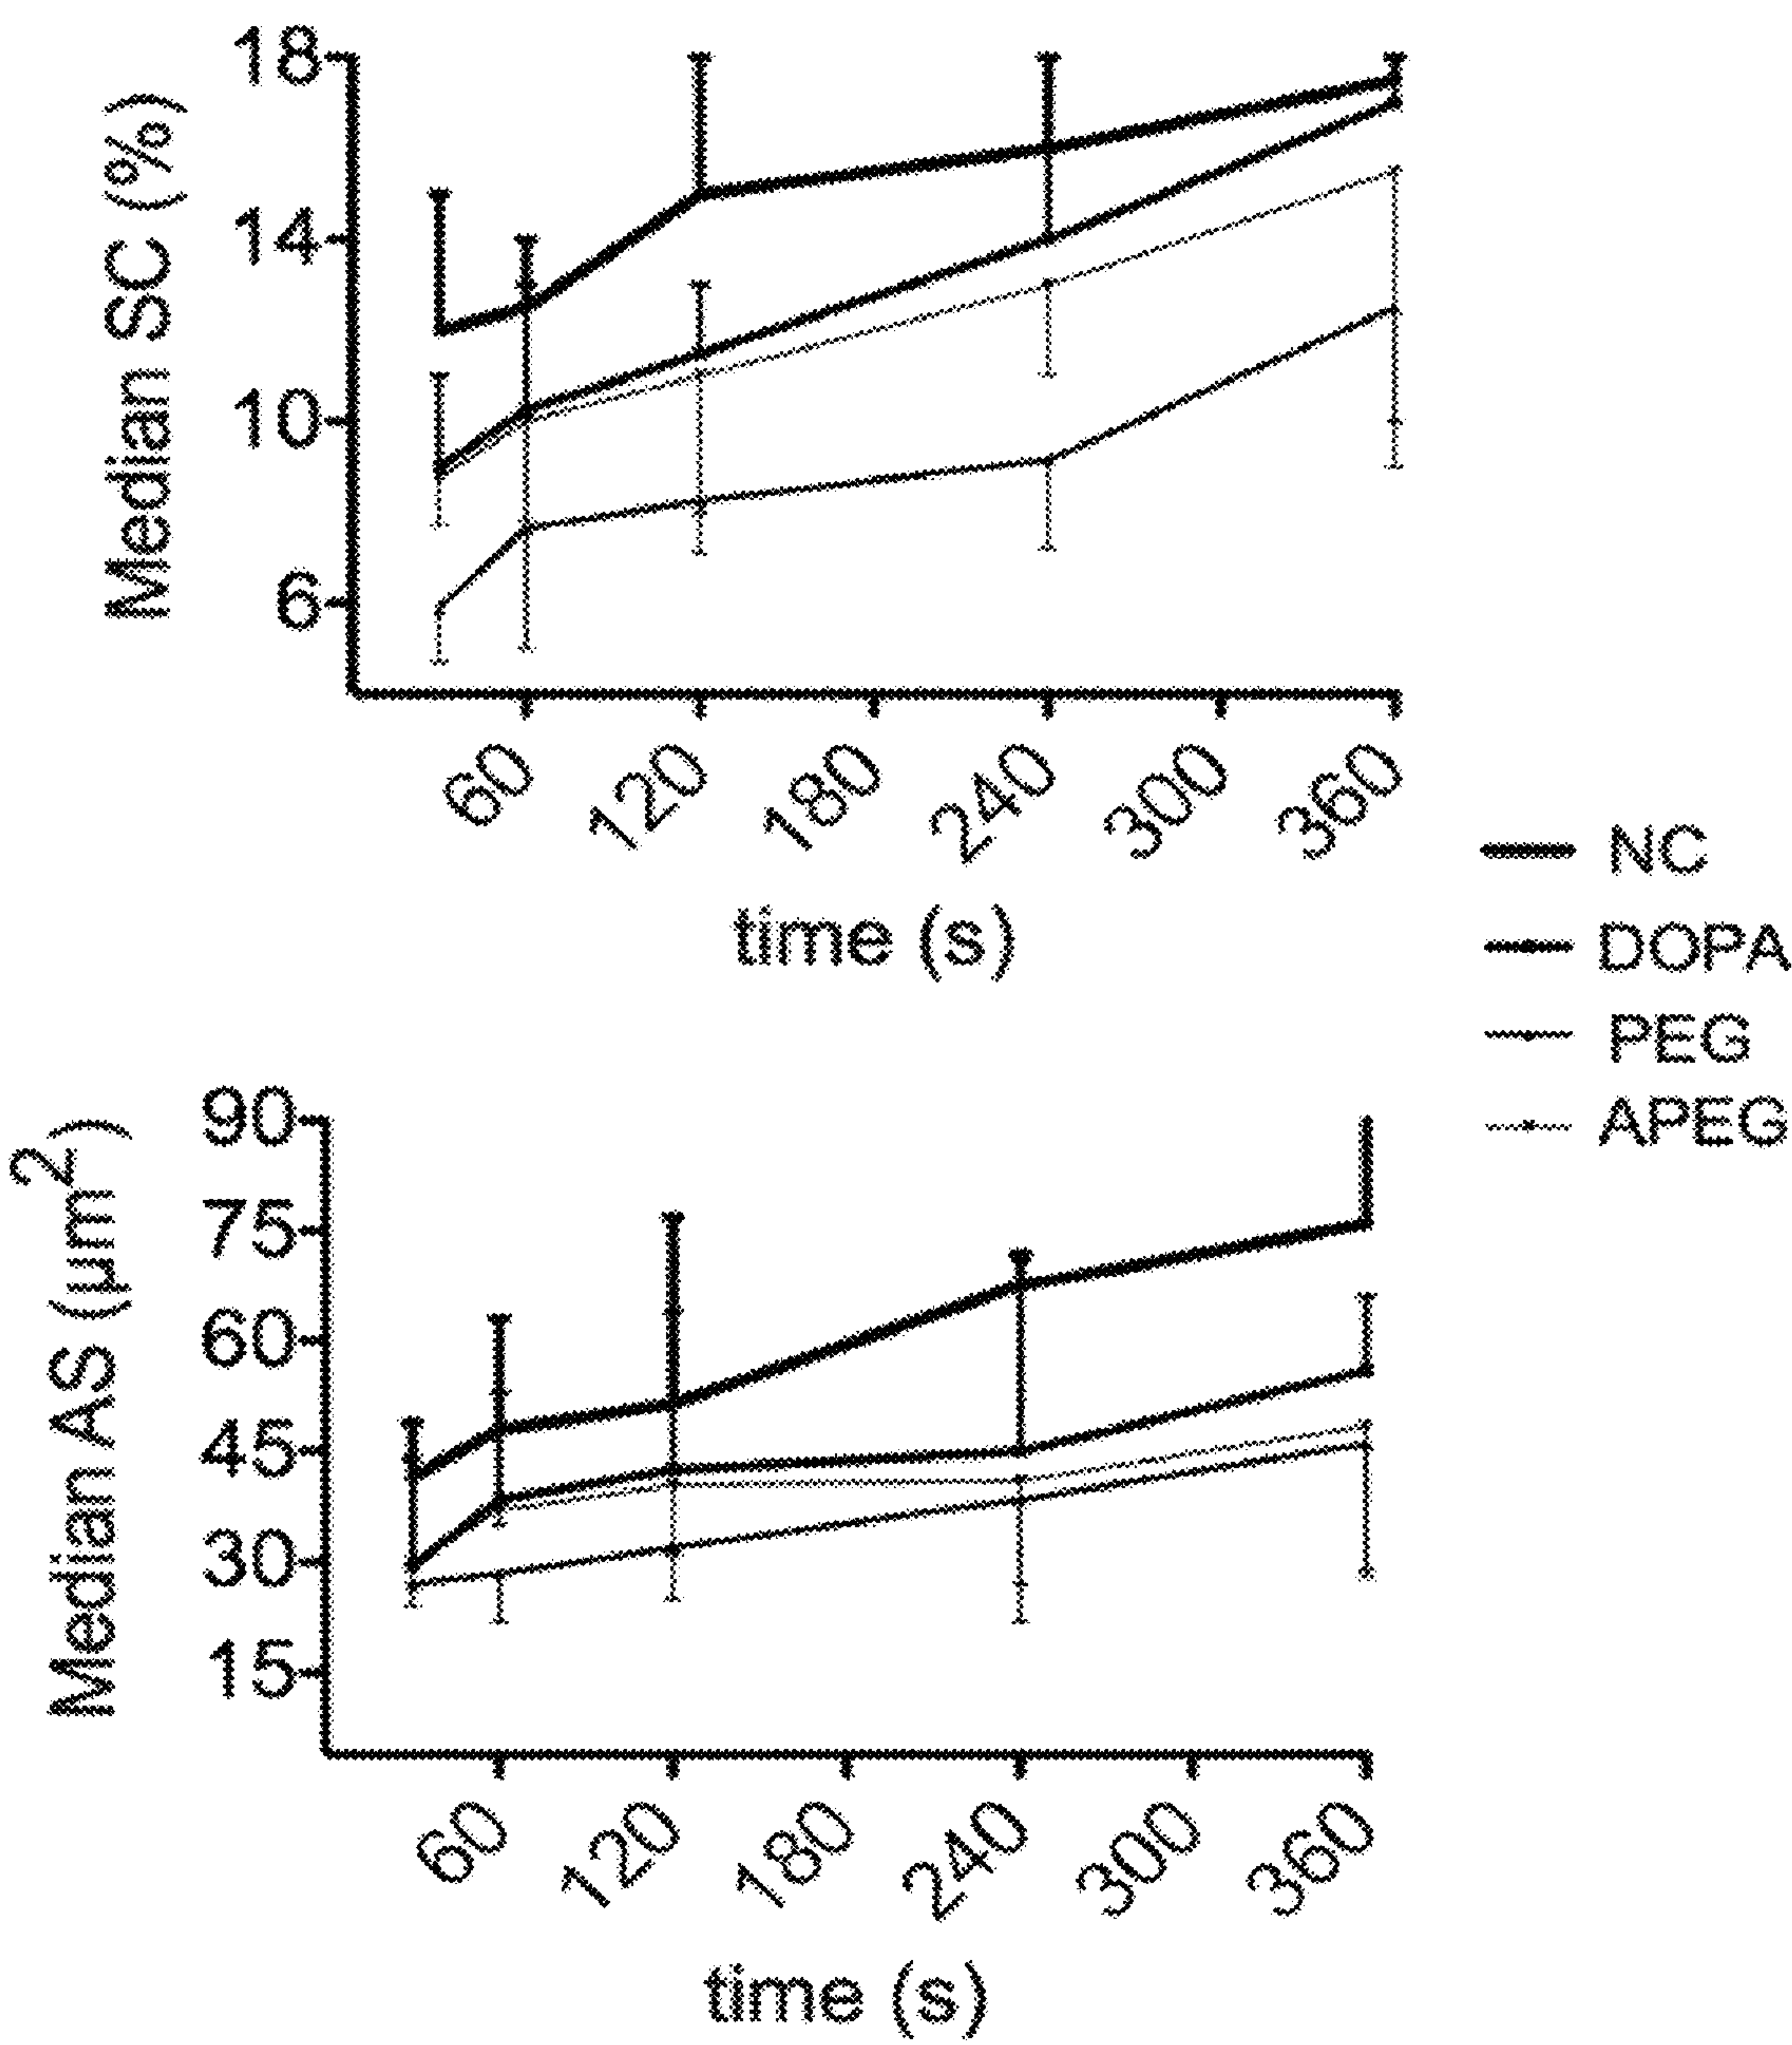 Median SC (%)
18
14
10
6
60 120 180 240 300 360
time (s)
NC
DOPA
PEG
APEG
Median AS (µm²)
90
75
60
45
30
15
60 120 180 240 300 360
time (s)